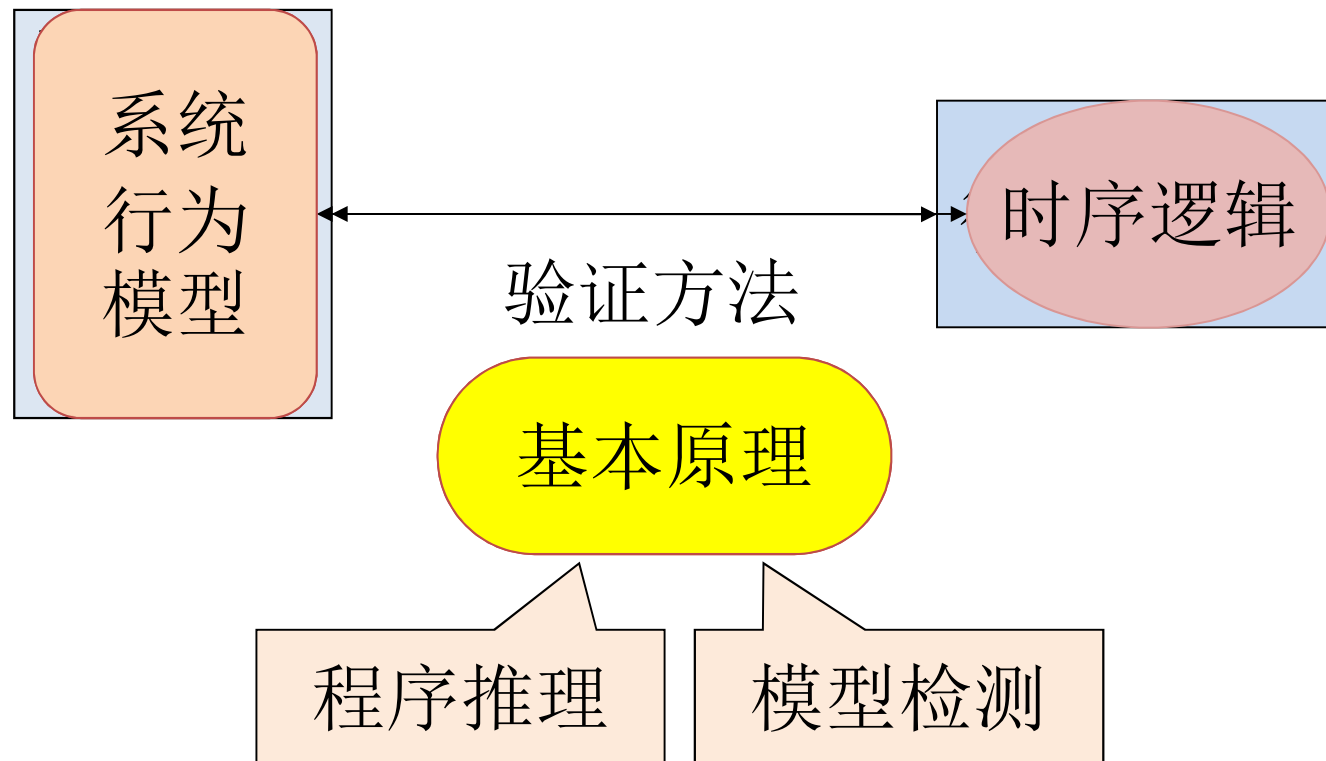 系统
行为
模型
时序逻辑
验证方法
基本原理
程序推理
模型检测